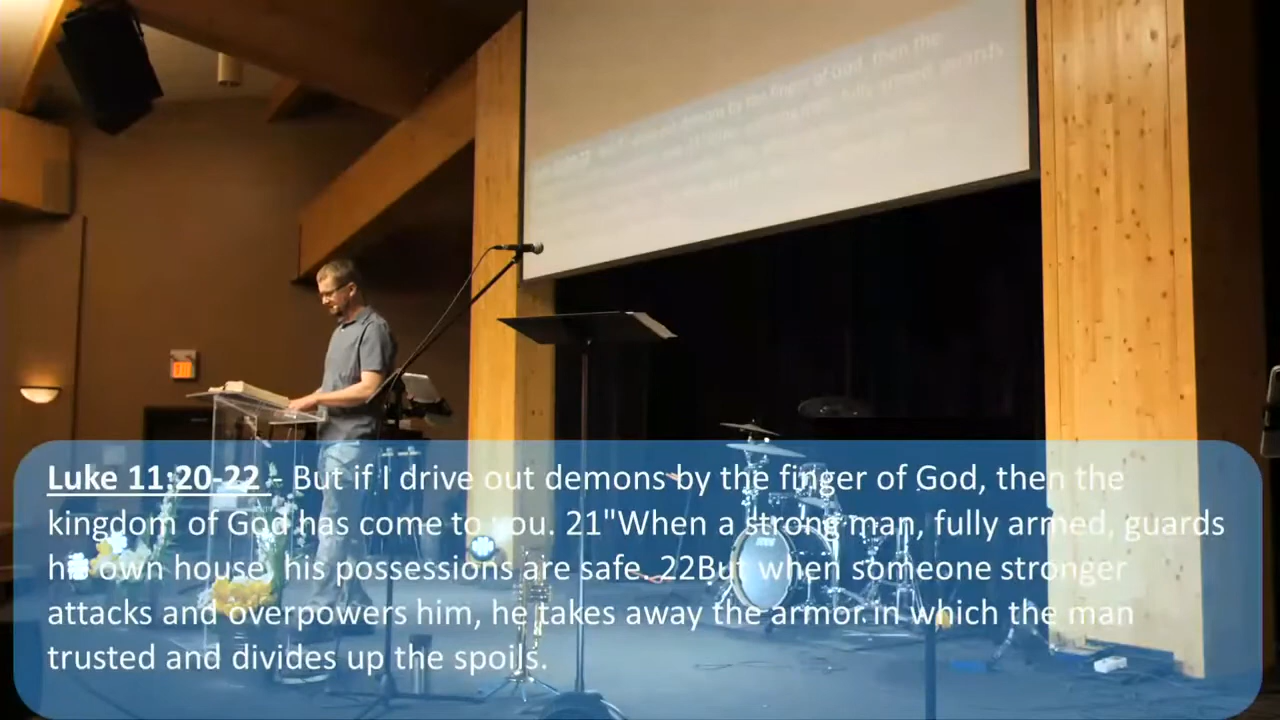 then the
Luke 11:20-22 - But if I drive out demons by the finger of God, then the
kingdom of God has come to you. 21"When a strong man, fully armed, guards
his own house, his possessions are safe. 22But when someone stronger
attacks and overpowers him, he takes away the armor in which the man
trusted and divides up the spoils.